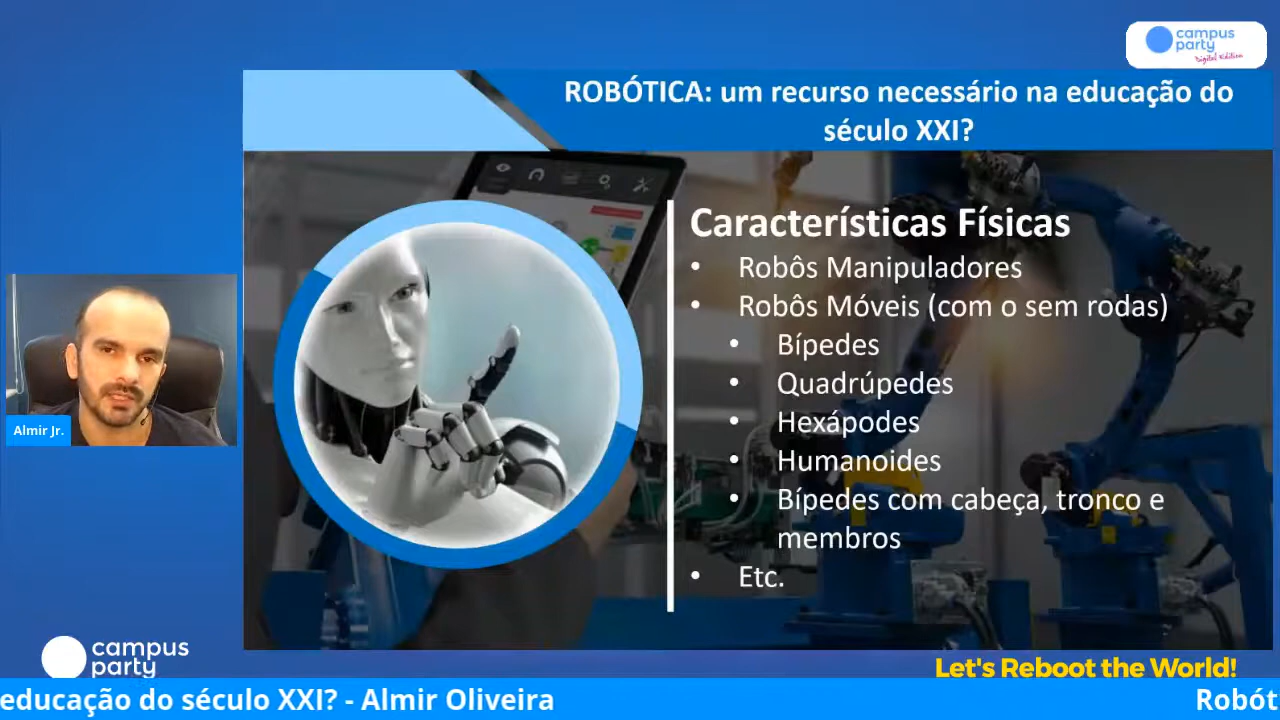 campus
party
Digital Edition
ROBÓTICA: um recurso necessário na educação do
século XXI?
Características Físicas
• Robôs Manipuladores
• Robôs Móveis (com o sem rodas)
• Bípedes
• Quadrúpedes
• Hexápodes
• Humanoides
• Bípedes com cabeça, tronco e
membros
• Etc.
Almir Jr.
campus
party
Let's Reboot the World!
educação do século XXI? - Almir Oliveira
Robót